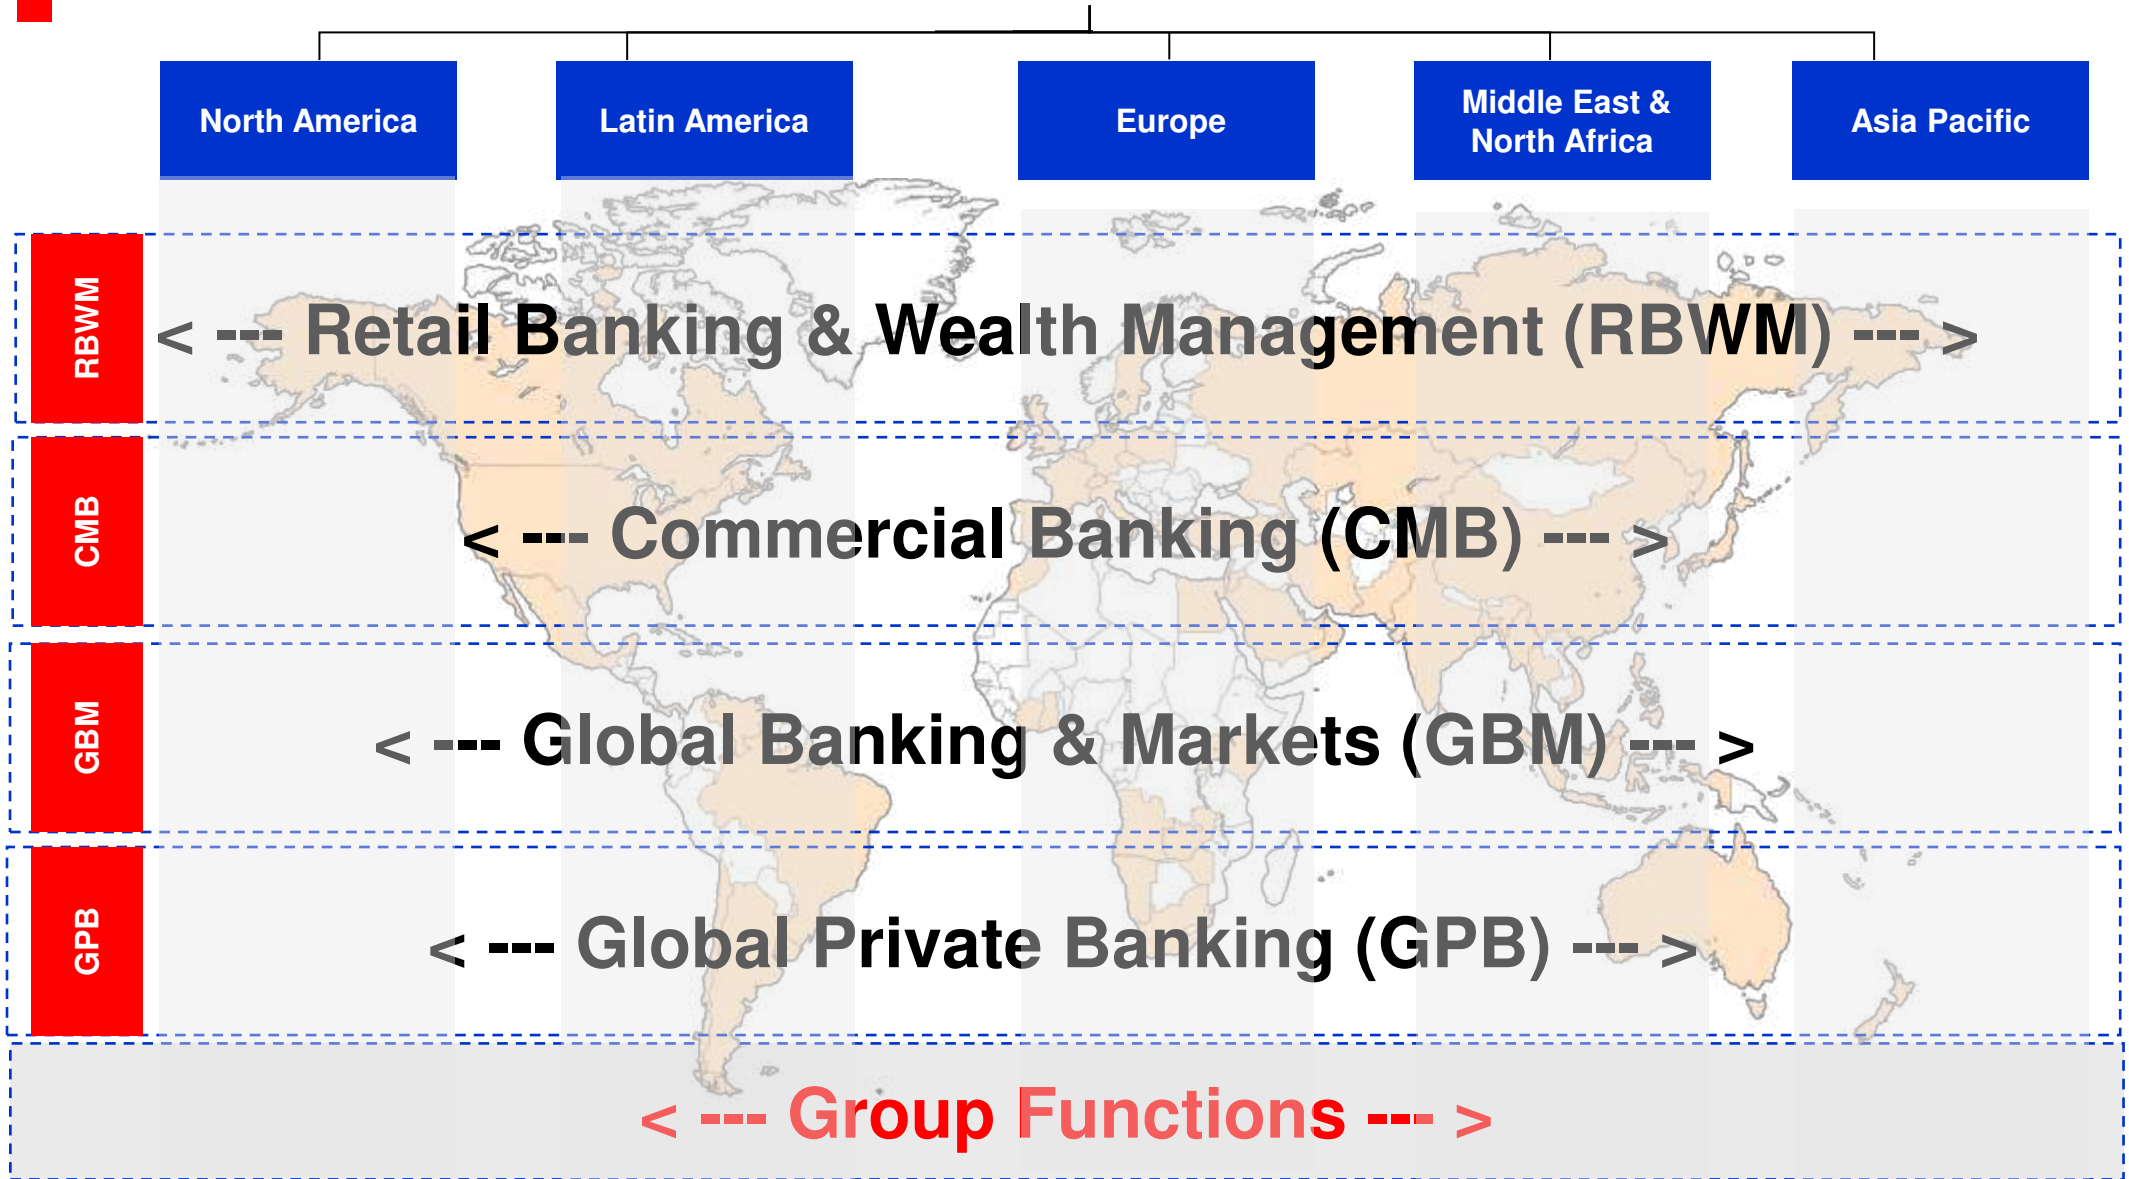 North America
Latin America
Europe
Middle East &
North Africa
Asia Pacific
RBWM
< --- Retail Banking & Wealth Management (RBWM) --- >
CMB
< --- Commercial Banking (CMB) --- >
GBM
< --- Global Banking & Markets (GBM) --- >
GPB
< --- Global Private Banking (GPB) --- >
< --- Group Functions --- >